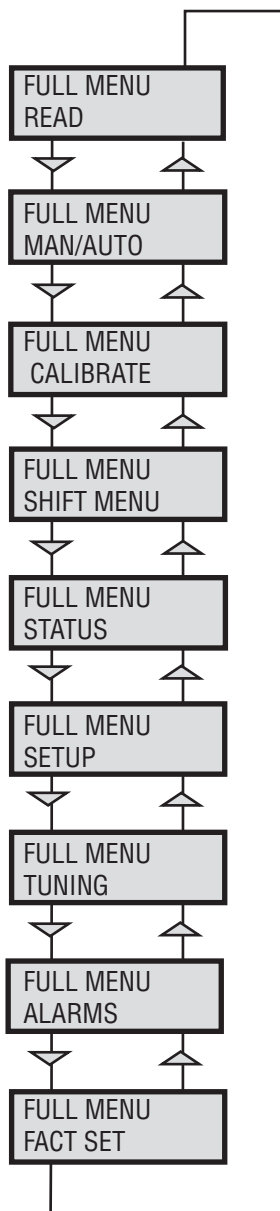 FULL MENU
READ
FULL MENU
MAN/AUTO
FULL MENU
CALIBRATE
FULL MENU
SHIFT MENU
FULL MENU
STATUS
FULL MENU
SETUP
FULL MENU
TUNING
FULL MENU
ALARMS
FULL MENU
FACT SET